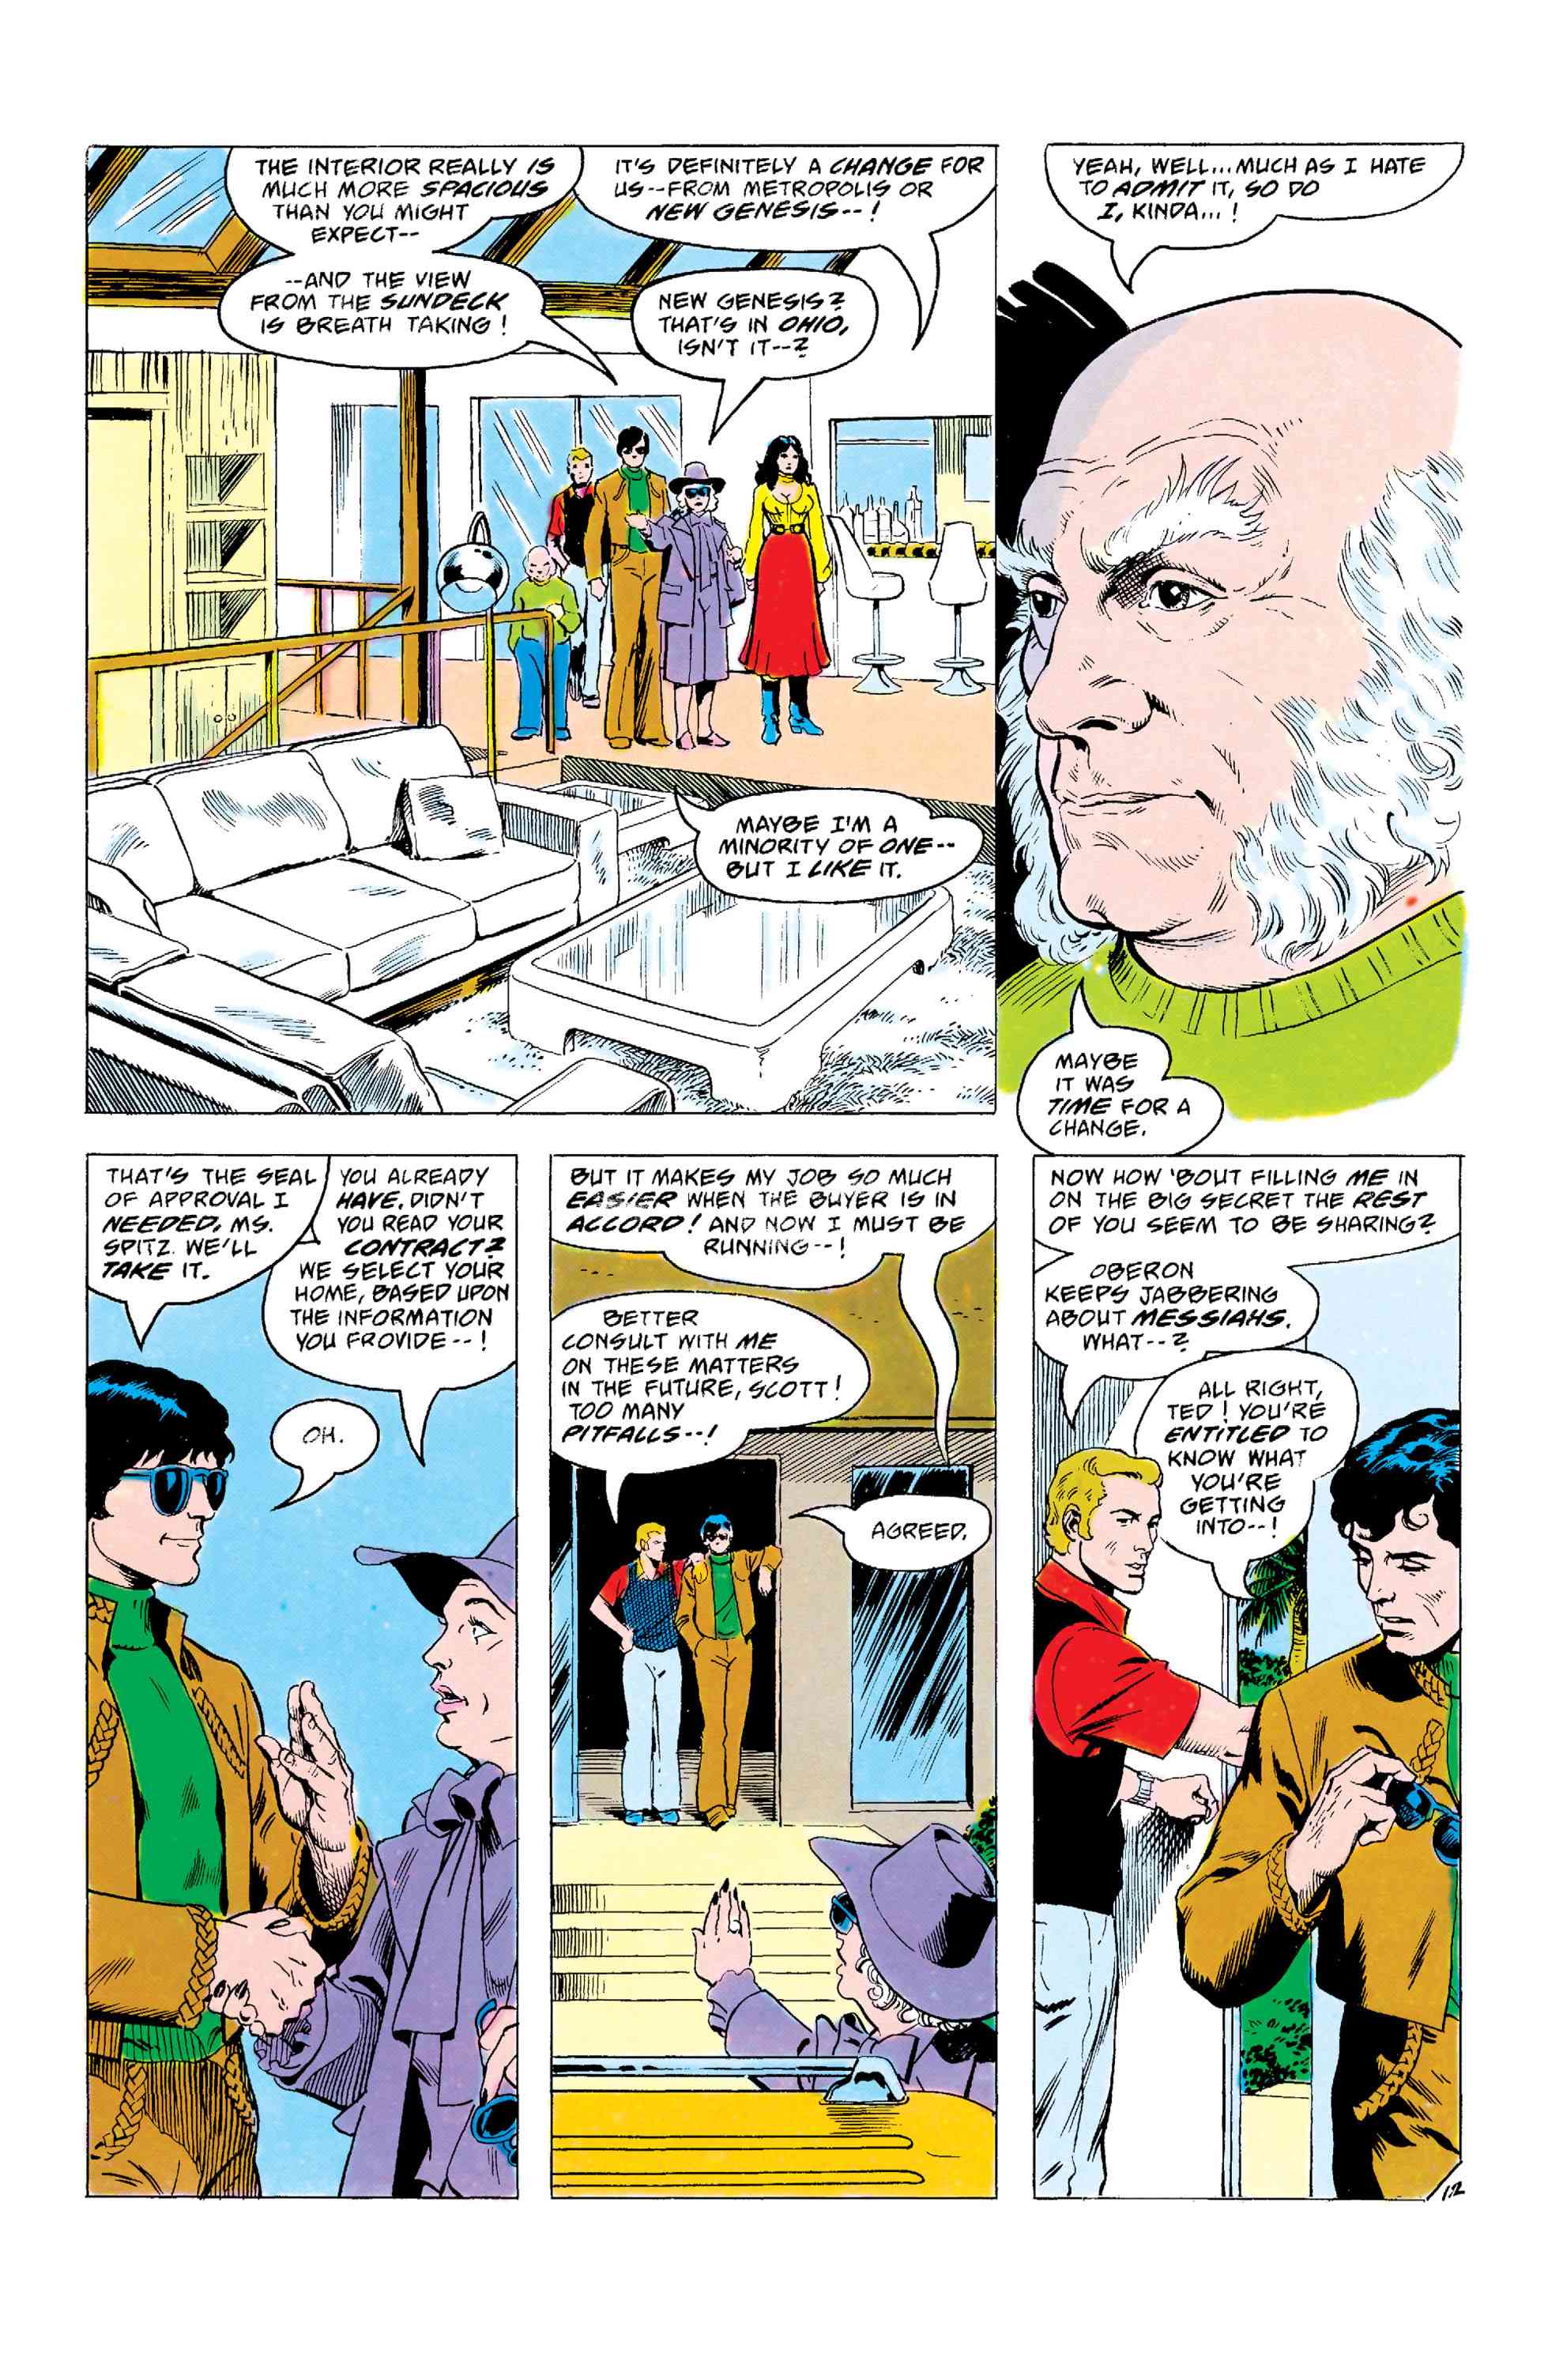 THE INTERIOR REALLY IS
MUCH MORE SPACIOUS
THAN YOU MIGHT
EXPECT--
--AND THE VIEW
FROM THE SUNDECK
IS BREATH TAKING!
IT'S DEFINITELY A CHANGE FOR
US--FROM METROPOLIS OR
NEW GENESIS--!
NEW GENESIS?
THAT'S IN OHIO,
ISN'T IT--?
MAYBE I'M A
MINORITY OF ONE--
BUT I LIKE IT.
YEAH, WELL...MUCH AS I HATE
TO ADMIT IT, SO DO
I, KINDA...!
MAYBE
IT WAS
TIME FOR A
CHANGE.
THAT'S THE SEAL
OF APPROVAL I
NEEDED, MS.
SPITZ. WE'LL
TAKE IT.
YOU ALREADY
HAVE. DIDN'T
YOU READ YOUR
CONTRACT?
WE SELECT YOUR
HOME, BASED UPON
THE INFORMATION
YOU PROVIDE--!
OH.
BUT IT MAKES MY JOB SO MUCH
EASIER WHEN THE BUYER IS IN
ACCORD! AND NOW I MUST BE
RUNNING--!
BETTER
CONSULT WITH ME
ON THESE MATTERS
IN THE FUTURE, SCOTT!
TOO MANY
PITFALLS--!
AGREED.
NOW HOW 'BOUT FILLING ME IN
ON THE BIG SECRET THE REST
OF YOU SEEM TO BE SHARING?
OBERON
KEEPS JABBERING
ABOUT MESSIAHS.
WHAT--?
ALL RIGHT,
TED! YOU'RE
ENTITLED TO
KNOW WHAT
YOU'RE
GETTING
INTO--!
12